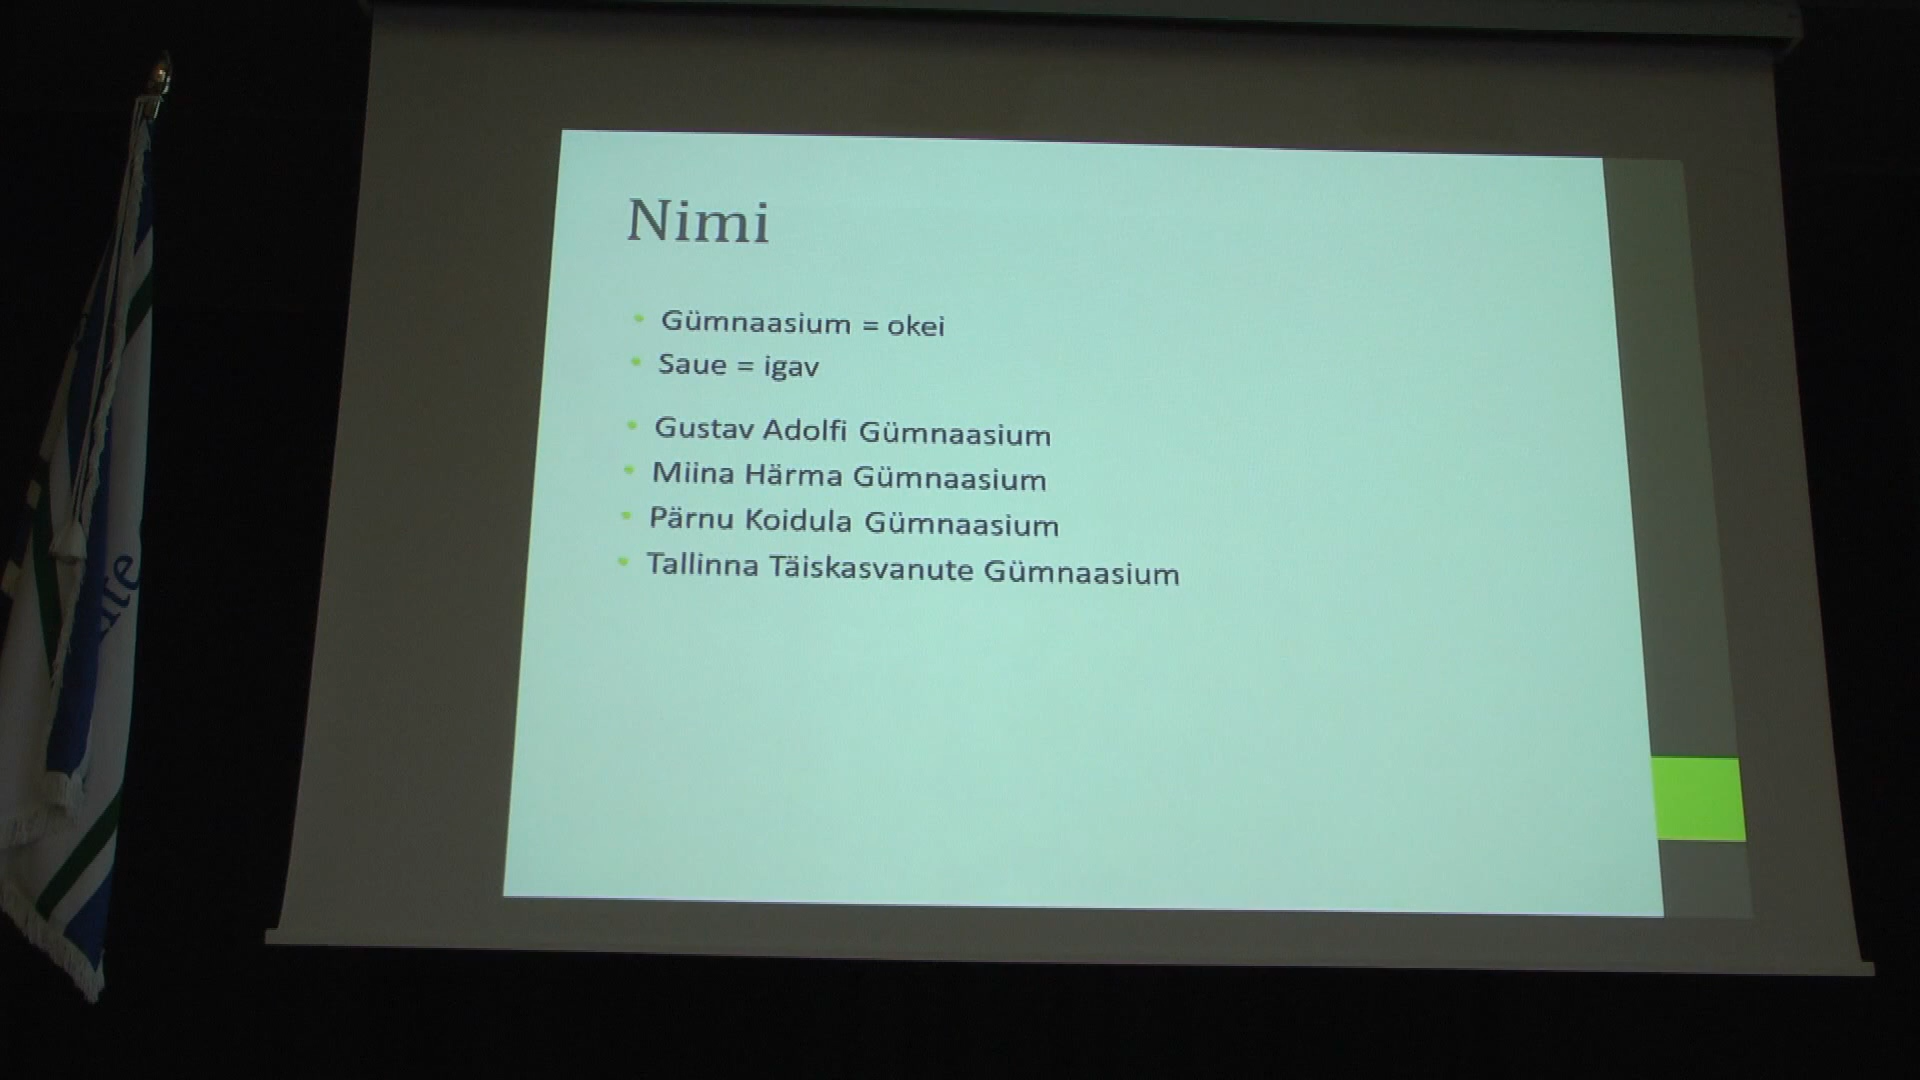 Nimi
Gümnaasium = okei
Saue = igav
Gustav Adolfi Gümnaasium
Miina Härma Gümnaasium
Pärnu Koidula Gümnaasium
Tallinna Täiskasvanute Gümnaasium